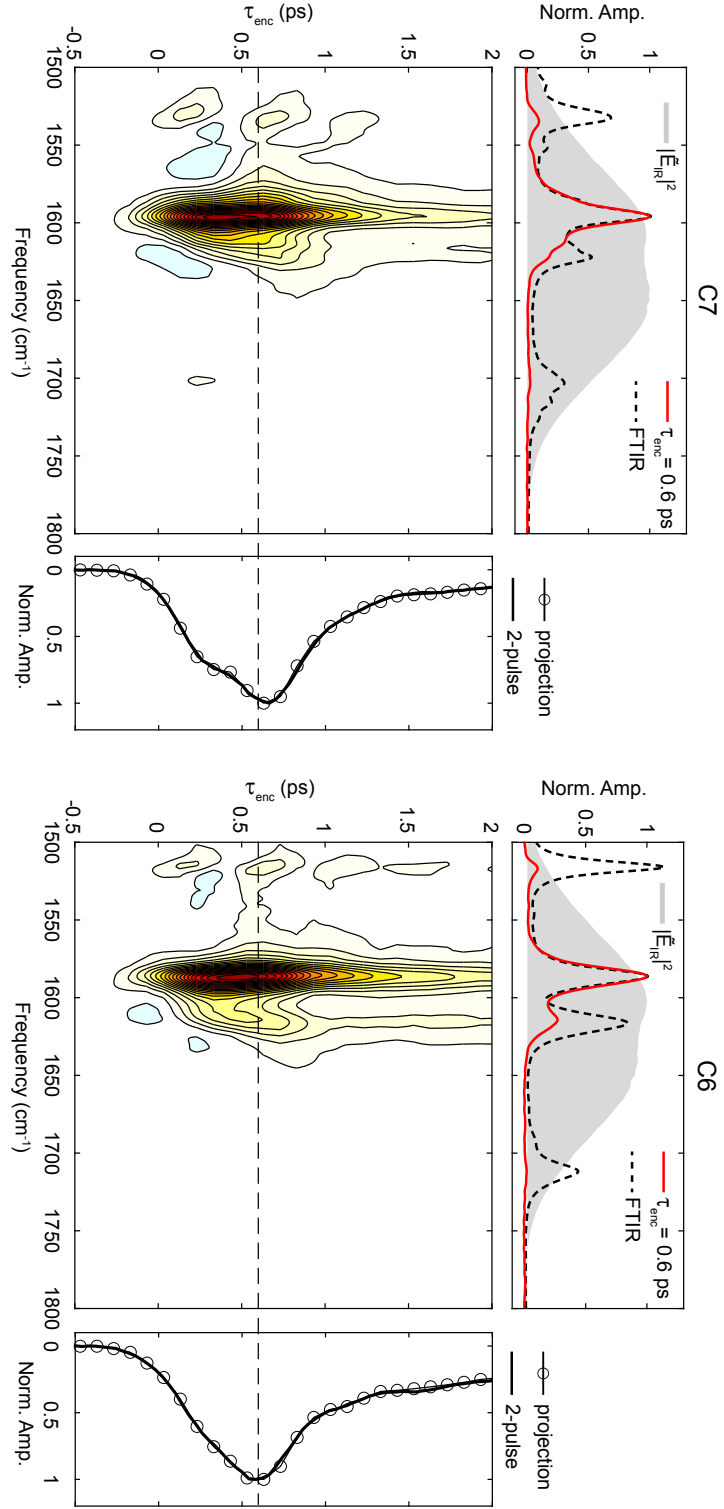 C7
Norm. Amp.
0
0.5
1
|Ẽ_IR|²
τ_enc = 0.6 ps
FTIR
τ_enc (ps)
-0.5
0
0.5
1
1.5
2
1500
1550
1600
1650
1700
1750
1800
Frequency (cm⁻¹)
projection
2-pulse
0
0.5
1
Norm. Amp.
C6
Norm. Amp.
0
0.5
1
|Ẽ_IR|²
τ_enc = 0.6 ps
FTIR
τ_enc (ps)
-0.5
0
0.5
1
1.5
2
1500
1550
1600
1650
1700
1750
1800
Frequency (cm⁻¹)
projection
2-pulse
0
0.5
1
Norm. Amp.